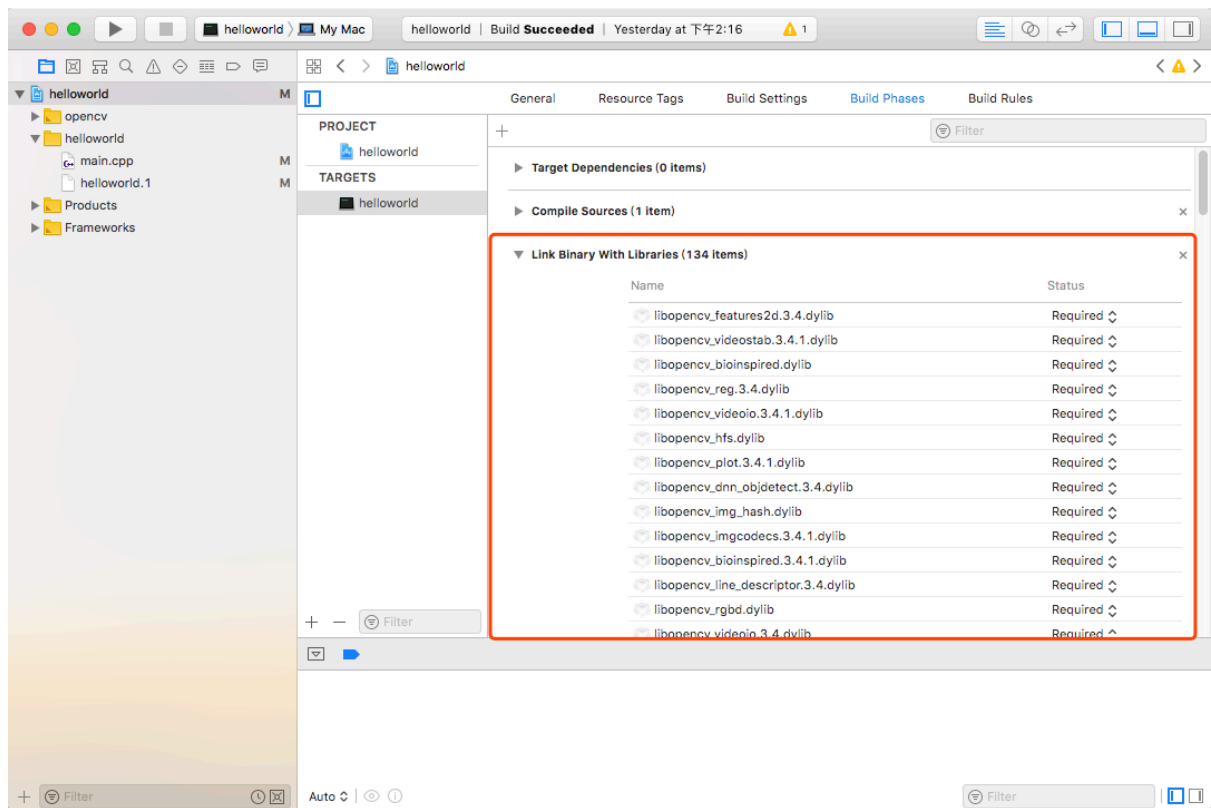 helloworld My Mac helloworld | Build Succeeded | Yesterday at 下午2:16 1
helloworld
helloworld M
opencv
helloworld
main.cpp M
helloworld.1 M
Products
Frameworks
General Resource Tags Build Settings Build Phases Build Rules
PROJECT
helloworld
TARGETS
helloworld
+ Filter
Target Dependencies (0 items)
Compile Sources (1 item)
Link Binary With Libraries (134 items)
Name Status
libopencv_features2d.3.4.dylib Required
libopencv_videostab.3.4.1.dylib Required
libopencv_bioinspired.dylib Required
libopencv_reg.3.4.dylib Required
libopencv_videoio.3.4.1.dylib Required
libopencv_hfs.dylib Required
libopencv_plot.3.4.1.dylib Required
libopencv_dnn_objdetect.3.4.dylib Required
libopencv_img_hash.dylib Required
libopencv_imgcodecs.3.4.1.dylib Required
libopencv_bioinspired.3.4.1.dylib Required
libopencv_line_descriptor.3.4.dylib Required
libopencv_rgbd.dylib Required
libopencv_videoio.3.4.dylib Required
+ − Filter
+ Filter
Auto
Filter